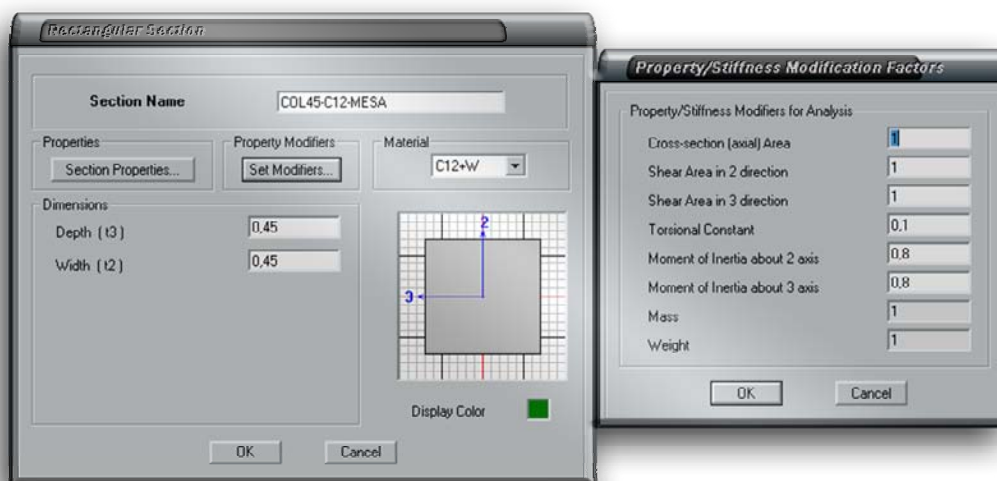 Rectangular Section
Section Name
COL45-C12-MESA
Properties
Section Properties...
Property Modifiers
Set Modifiers...
Material
C12+W
Dimensions
Depth ( t3 )
0,45
Width ( t2 )
0,45
2
3
Display Color
OK
Cancel
Property/Stiffness Modification Factors
Property/Stiffness Modifiers for Analysis
Cross-section (axial) Area
1
Shear Area in 2 direction
1
Shear Area in 3 direction
1
Torsional Constant
0,1
Moment of Inertia about 2 axis
0,8
Moment of Inertia about 3 axis
0,8
Mass
1
Weight
1
OK
Cancel